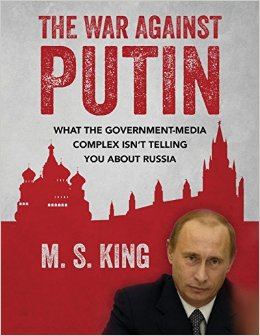 THE WAR AGAINST
PUTIN
WHAT THE GOVERNMENT-MEDIA
COMPLEX ISN'T TELLING
YOU ABOUT RUSSIA
M. S. KING